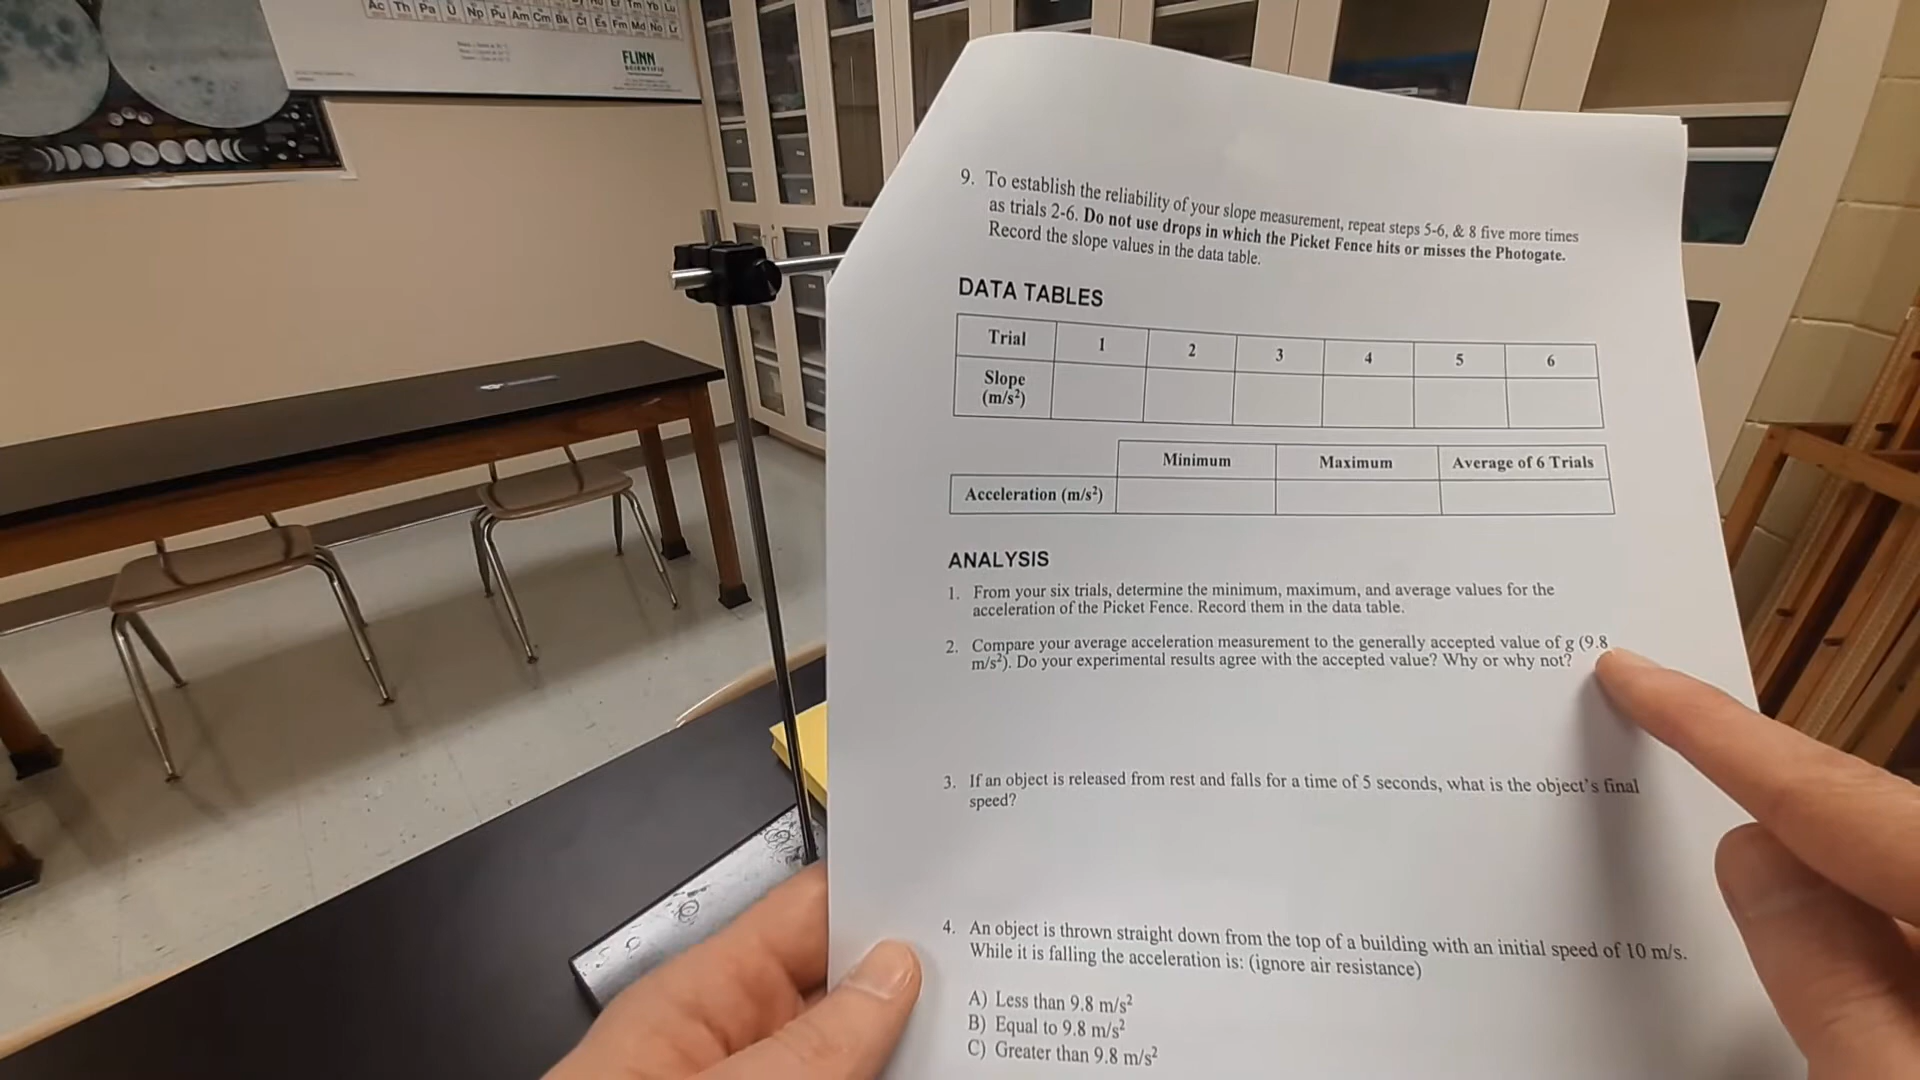 Ac Th Pa U Np Pu Am Cm Bk Cf Es Fm Md No Lr
FLINN
SCIENTIFIC
9. To establish the reliability of your slope measurement, repeat steps 5-6, & 8 five more times
as trials 2-6. Do not use drops in which the Picket Fence hits or misses the Photogate.
Record the slope values in the data table.
DATA TABLES
Trial 1 2 3 4 5 6
Slope
(m/s²)
Minimum Maximum Average of 6 Trials
Acceleration (m/s²)
ANALYSIS
1. From your six trials, determine the minimum, maximum, and average values for the
acceleration of the Picket Fence. Record them in the data table.
2. Compare your average acceleration measurement to the generally accepted value of g (9.8
m/s²). Do your experimental results agree with the accepted value? Why or why not?
3. If an object is released from rest and falls for a time of 5 seconds, what is the object's final
speed?
4. An object is thrown straight down from the top of a building with an initial speed of 10 m/s.
While it is falling the acceleration is: (ignore air resistance)
A) Less than 9.8 m/s²
B) Equal to 9.8 m/s²
C) Greater than 9.8 m/s²